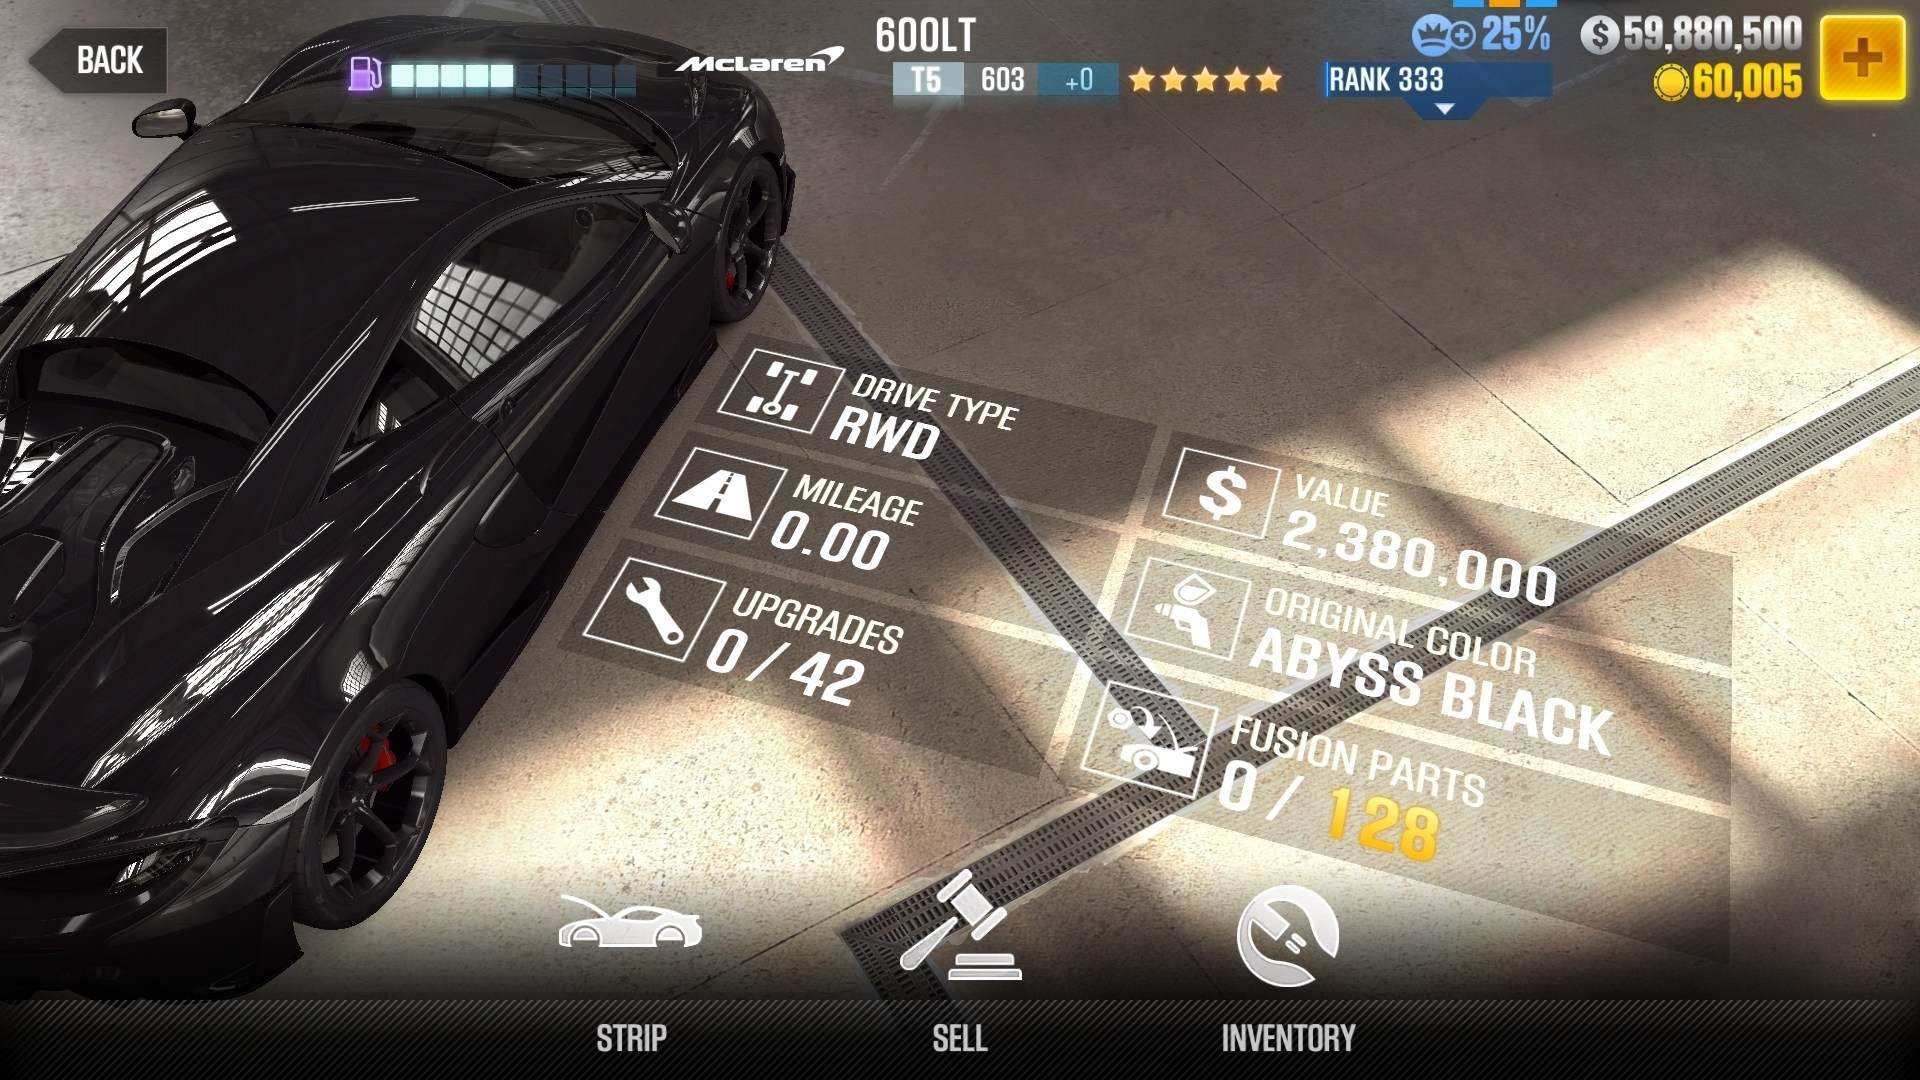 BACK
McLaren
600LT
T5 603 +0
25%
RANK 333
$59,880,500
60,005
DRIVE TYPE
RWD
MILEAGE
0.00
UPGRADES
0/42
$
VALUE
2,380,000
ORIGINAL COLOR
ABYSS BLACK
FUSION PARTS
0/128
STRIP
SELL
INVENTORY